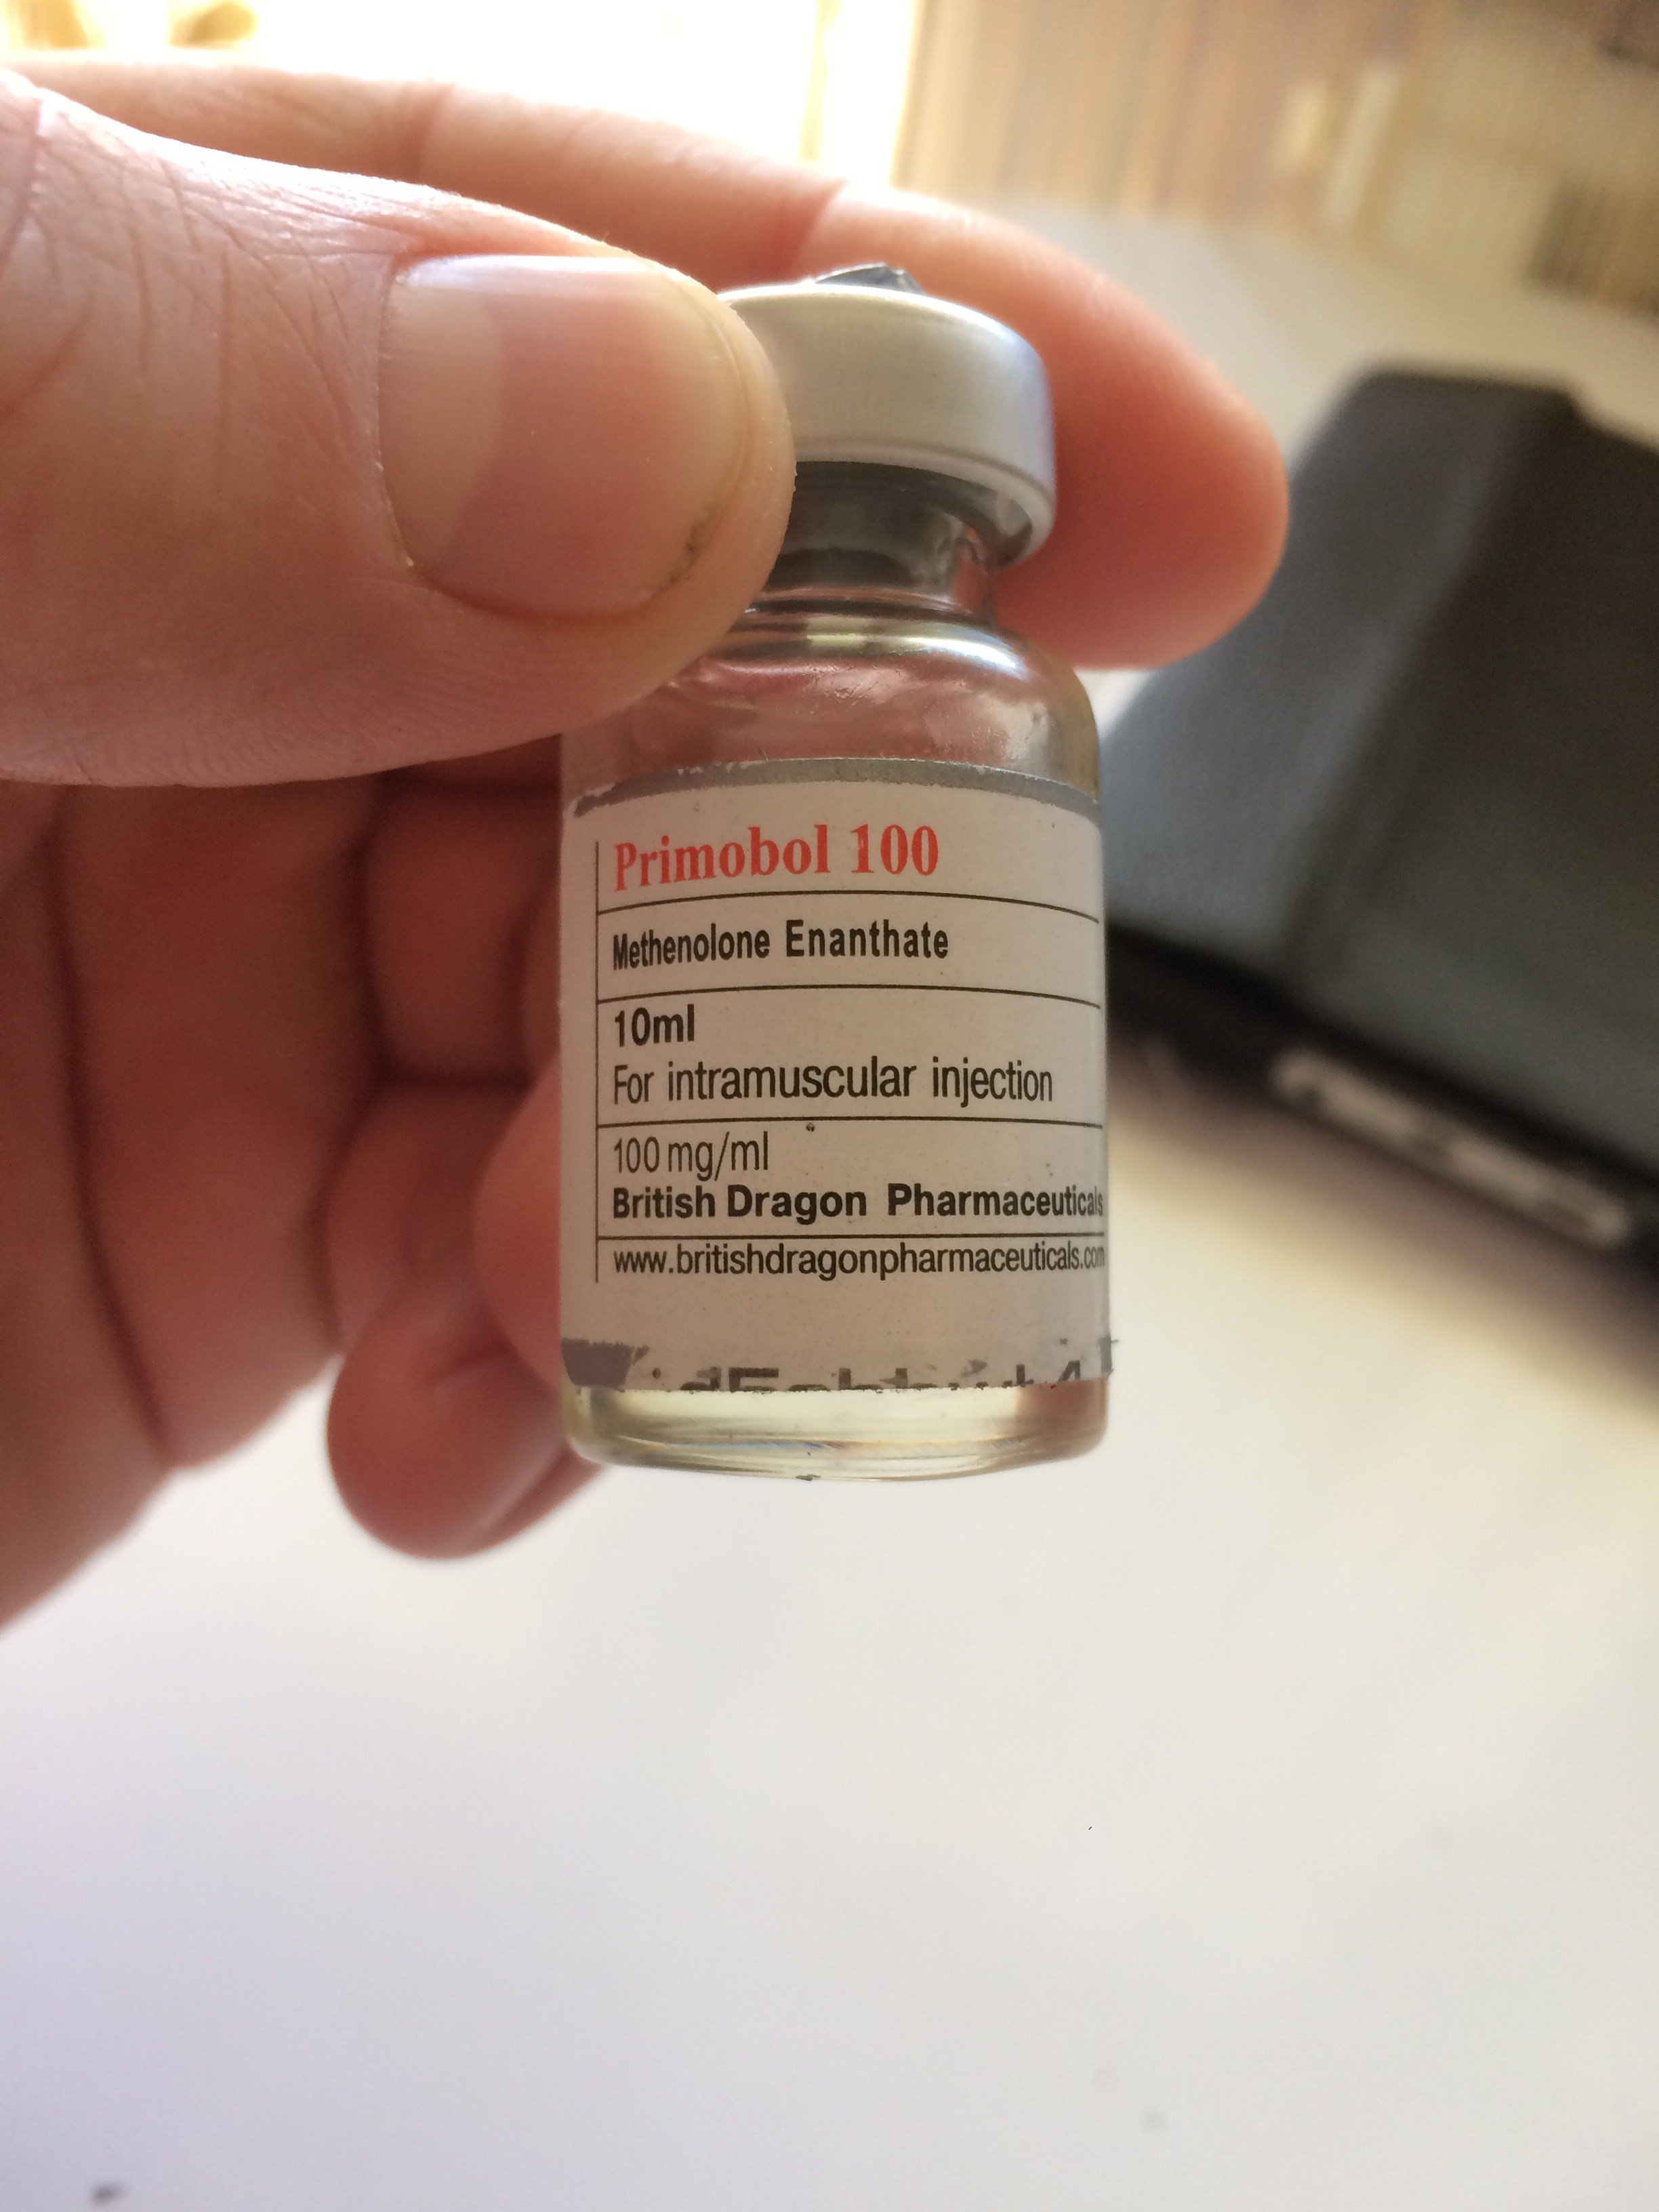 Primobol 100
Methenolone Enanthate
10ml
For intramuscular injection
100 mg/ml
British Dragon Pharmaceuticals
www.britishdragonpharmaceuticals.com